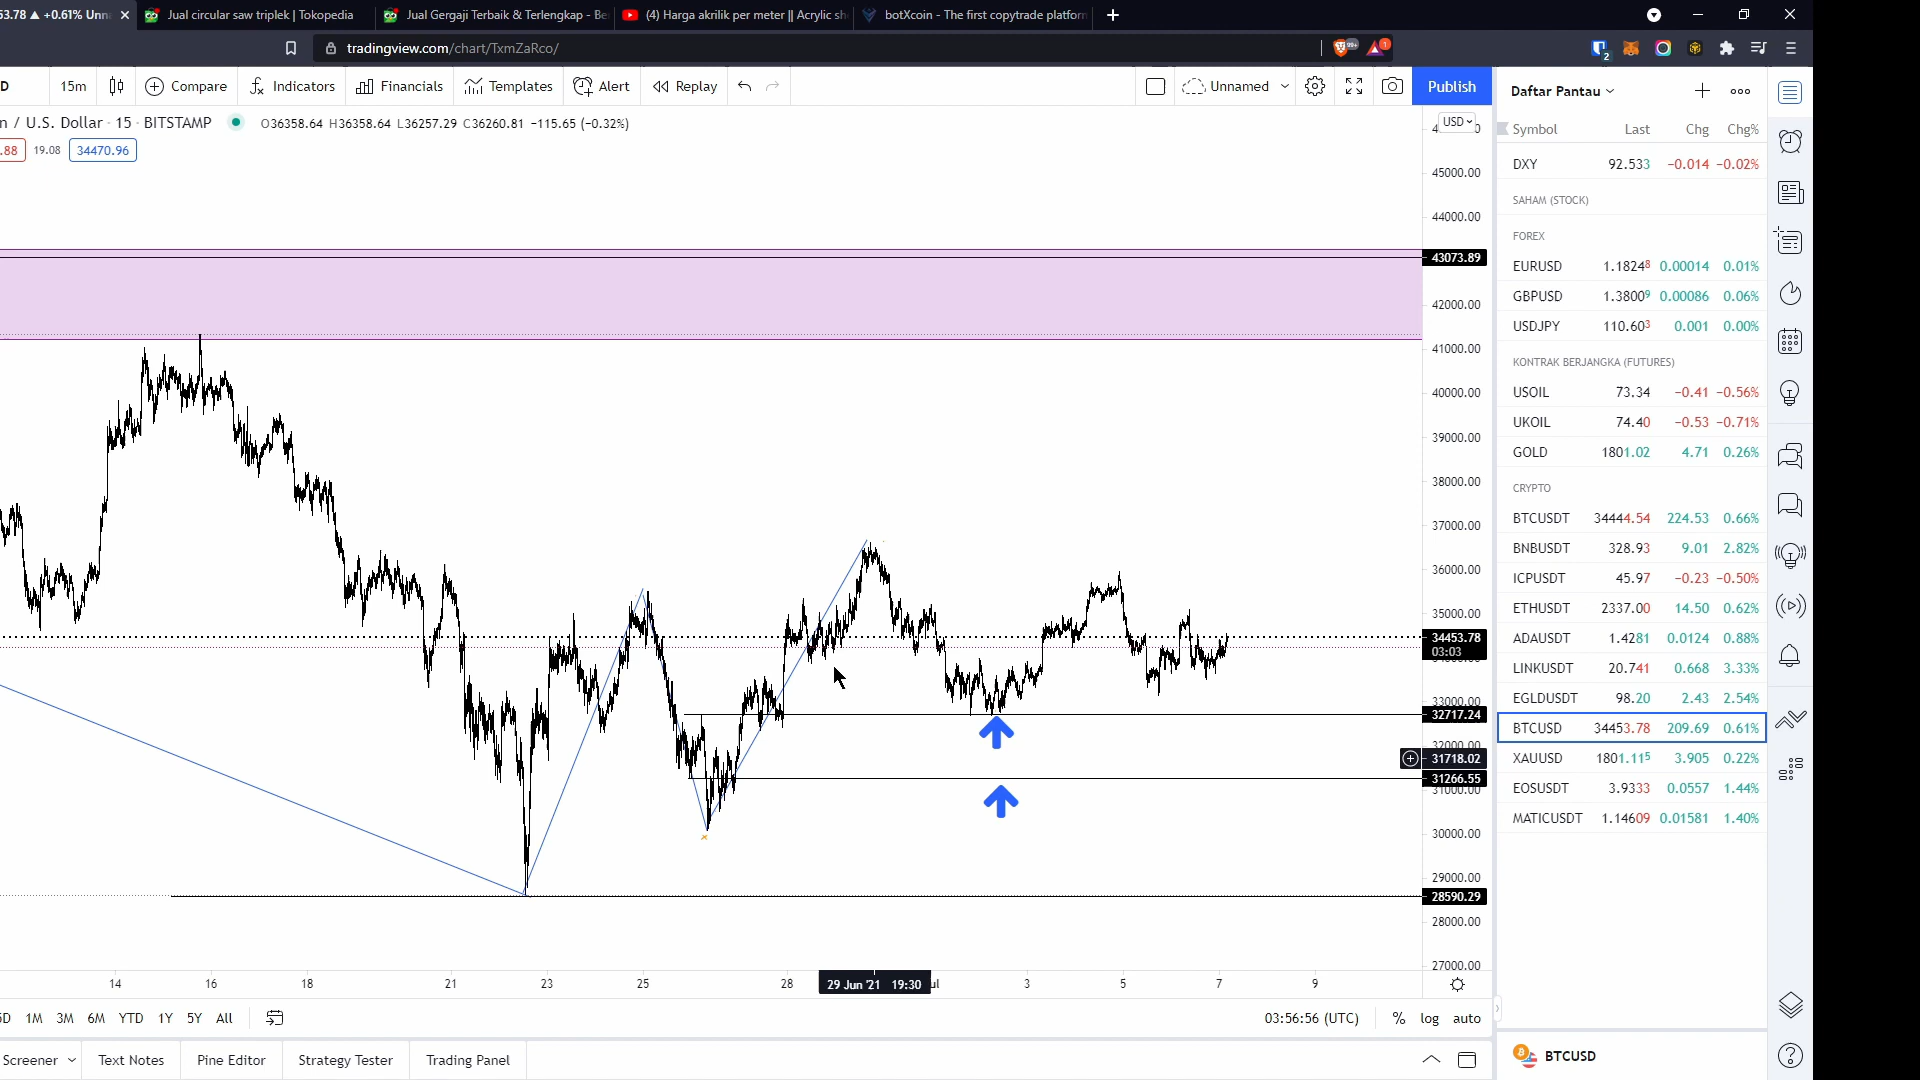 53.78 ▲ +0.61% Unn
Jual circular saw triplek | Tokopedia
Jual Gergaji Terbaik & Terlengkap - Be
(4) Harga akrilik per meter || Acrylic sh
botXcoin - The first copytrade platforn
tradingview.com/chart/TxmZaRco/
99+
1
2
D 15m Compare Indicators Financials Templates Alert Replay Unnamed Publish
n / U.S. Dollar · 15 · BITSTAMP O36358.64 H36358.64 L36257.29 C36260.81 -115.65 (-0.32%)
.88 19.08 34470.96
USD
45000.00
44000.00
43073.89
42000.00
41000.00
40000.00
39000.00
38000.00
37000.00
36000.00
35000.00
34453.78
03:03
33000.00
32717.24
32000.00
31718.02
31266.55
31000.00
30000.00
29000.00
28590.29
28000.00
27000.00
14 16 18 21 23 25 28 29 Jun '21 19:30 ul 3 5 7 9
5D 1M 3M 6M YTD 1Y 5Y All
03:56:56 (UTC) % log auto
Screener Text Notes Pine Editor Strategy Tester Trading Panel
Daftar Pantau
Symbol Last Chg Chg%
DXY 92.533 -0.014 -0.02%
SAHAM (STOCK)
FOREX
EURUSD 1.18248 0.00014 0.01%
GBPUSD 1.38009 0.00086 0.06%
USDJPY 110.603 0.001 0.00%
KONTRAK BERJANGKA (FUTURES)
USOIL 73.34 -0.41 -0.56%
UKOIL 74.40 -0.53 -0.71%
GOLD 1801.02 4.71 0.26%
CRYPTO
BTCUSDT 34444.54 224.53 0.66%
BNBUSDT 328.93 9.01 2.82%
ICPUSDT 45.97 -0.23 -0.50%
ETHUSDT 2337.00 14.50 0.62%
ADAUSDT 1.4281 0.0124 0.88%
LINKUSDT 20.741 0.668 3.33%
EGLDUSDT 98.20 2.43 2.54%
BTCUSD 34453.78 209.69 0.61%
XAUUSD 1801.115 3.905 0.22%
EOSUSDT 3.9333 0.0557 1.44%
MATICUSDT 1.14609 0.01581 1.40%
BTCUSD